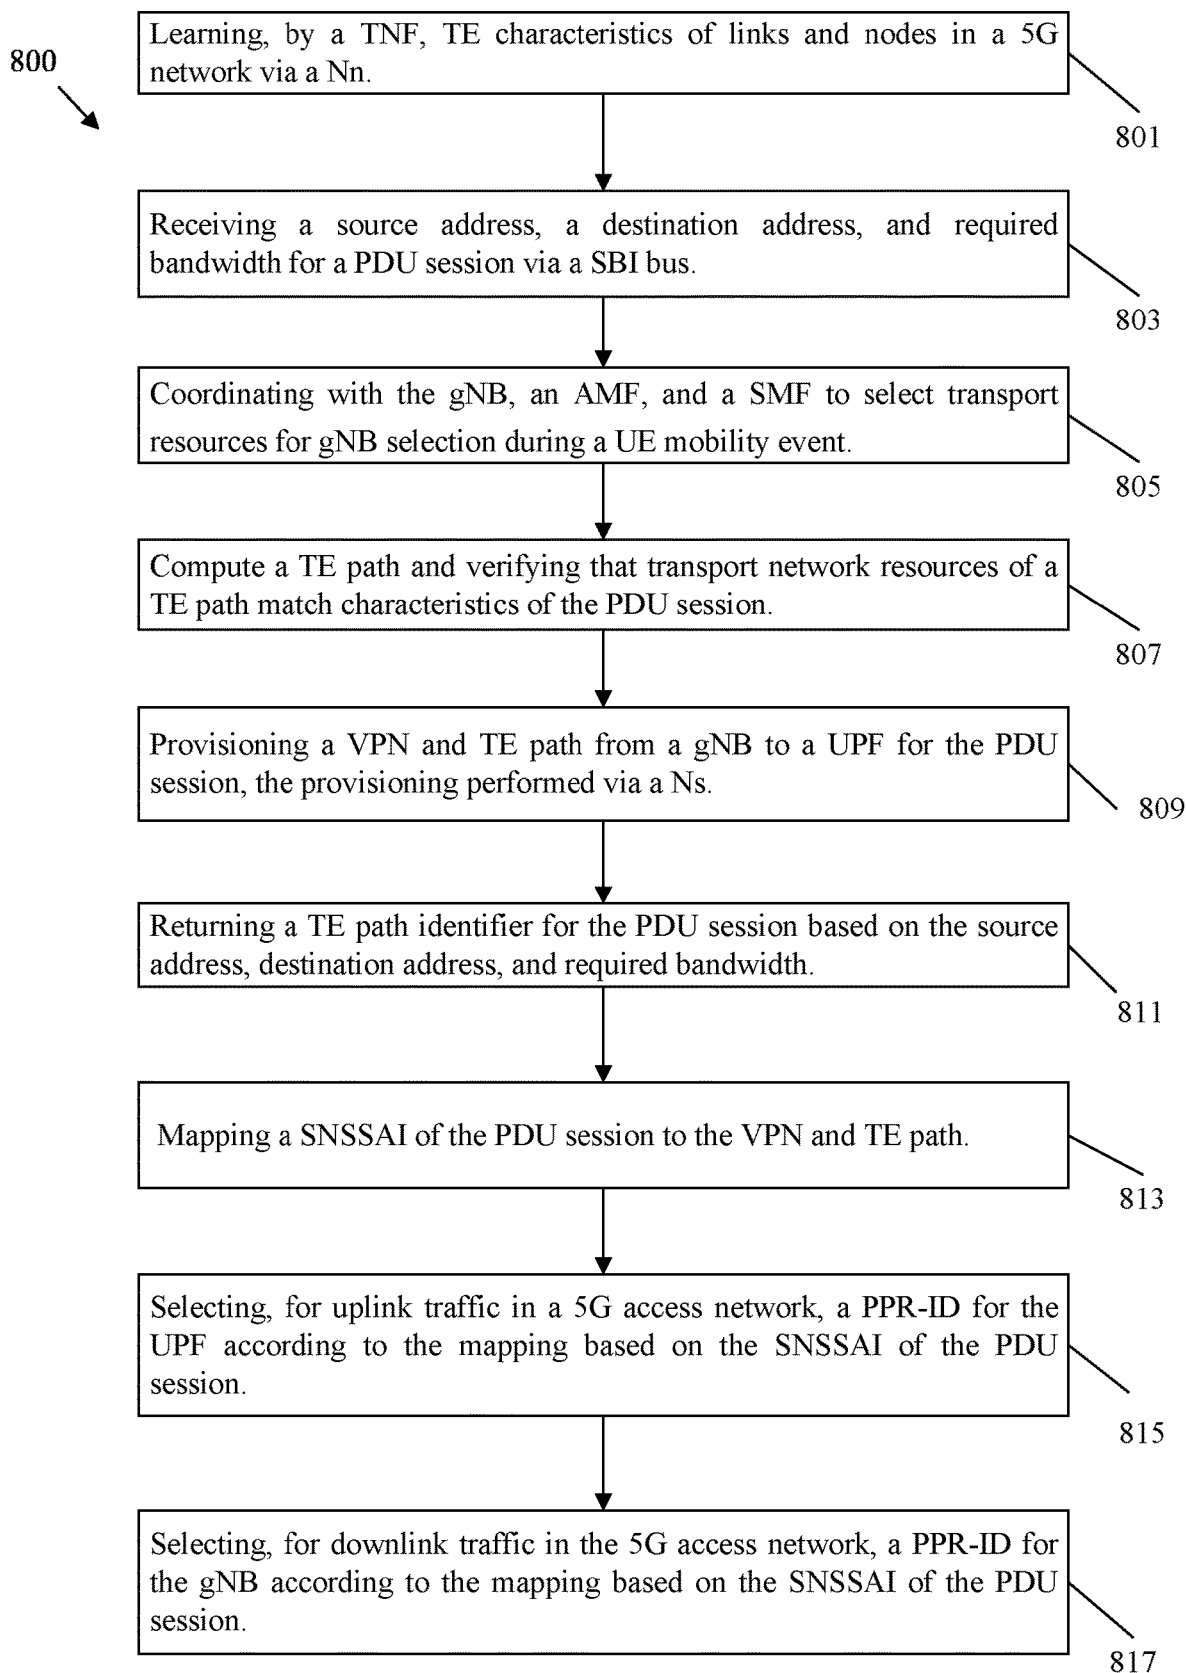 800
Learning, by a TNF, TE characteristics of links and nodes in a 5G
network via a Nn.
801
Receiving a source address, a destination address, and required
bandwidth for a PDU session via a SBI bus.
803
Coordinating with the gNB, an AMF, and a SMF to select transport
resources for gNB selection during a UE mobility event.
805
Compute a TE path and verifying that transport network resources of a
TE path match characteristics of the PDU session.
807
Provisioning a VPN and TE path from a gNB to a UPF for the PDU
session, the provisioning performed via a Ns.
809
Returning a TE path identifier for the PDU session based on the source
address, destination address, and required bandwidth.
811
Mapping a SNSSAI of the PDU session to the VPN and TE path.
813
Selecting, for uplink traffic in a 5G access network, a PPR-ID for the
UPF according to the mapping based on the SNSSAI of the PDU
session.
815
Selecting, for downlink traffic in the 5G access network, a PPR-ID for
the gNB according to the mapping based on the SNSSAI of the PDU
session.
817